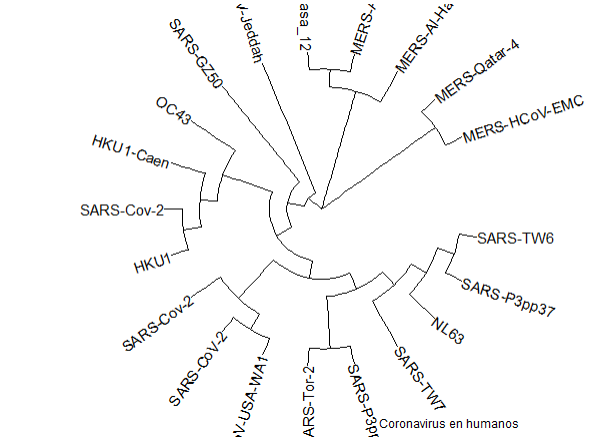 asa_12
MERS-A
MERS-Al-Ha
V-Jeddah
SARS-GZ50
MERS-Qatar-4
OC43
MERS-HCoV-EMC
HKU1-Caen
SARS-Cov-2
SARS-TW6
HKU1
SARS-P3pp37
SARS-Cov-2
NL63
SARS-CoV-2
SARS-TW7
V-USA-WA1
ARS-Tor-2
SARS-P3pp
Coronavirus en humanos